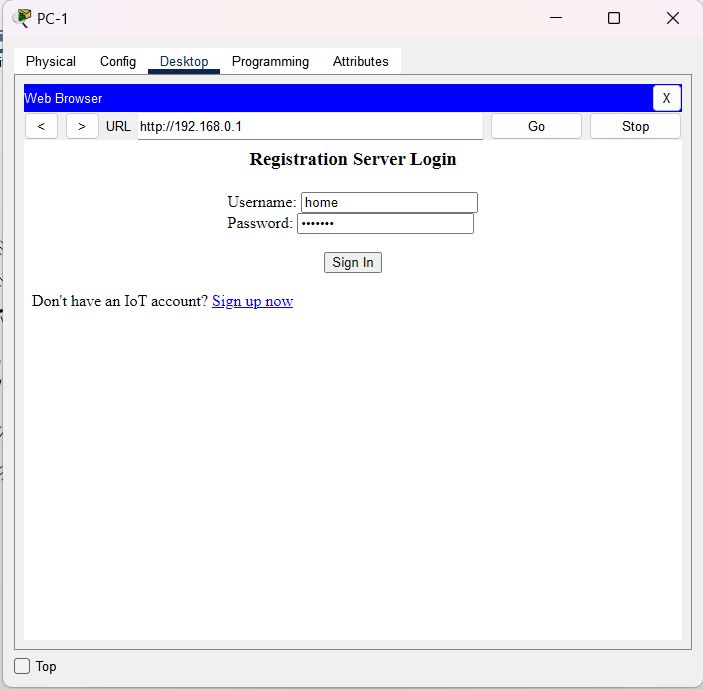 PC-1
Physical Config Desktop Programming Attributes
Web Browser X
< > URL http://192.168.0.1 Go Stop
Registration Server Login
Username: home
Password: •••••••
Sign In
Don't have an IoT account? Sign up now
Top